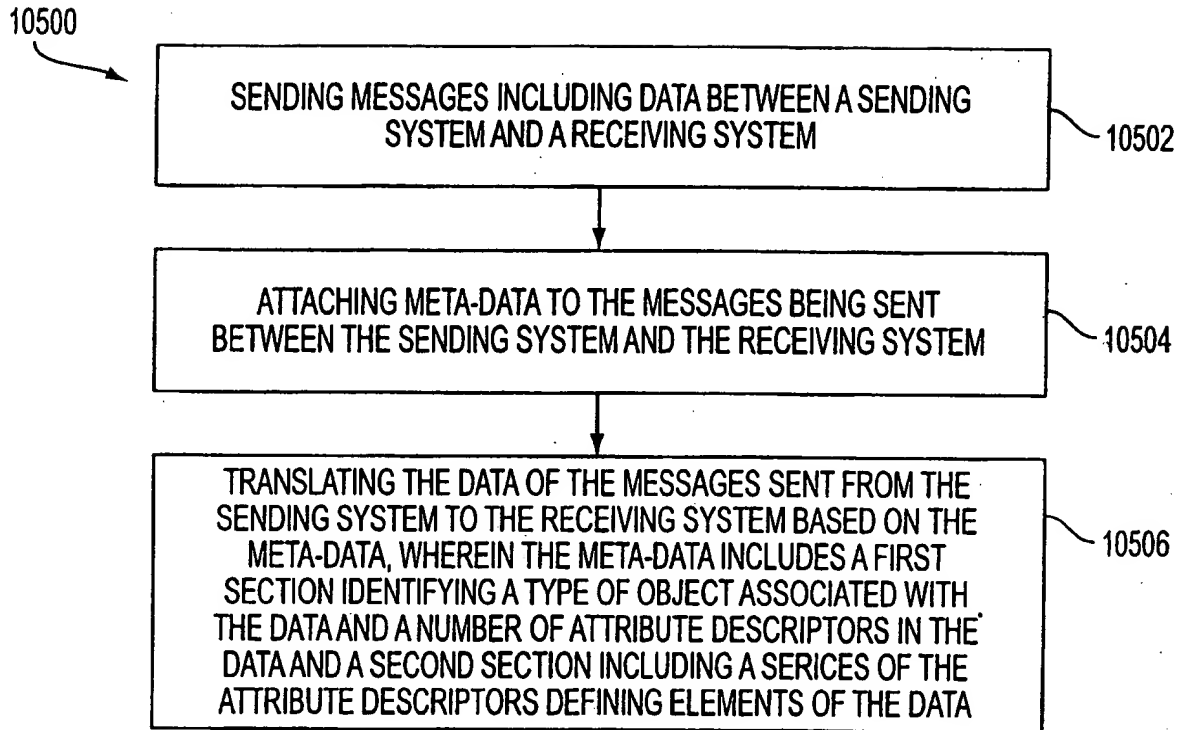 10500
SENDING MESSAGES INCLUDING DATA BETWEEN A SENDING
SYSTEM AND A RECEIVING SYSTEM
10502
ATTACHING META-DATA TO THE MESSAGES BEING SENT
BETWEEN THE SENDING SYSTEM AND THE RECEIVING SYSTEM
10504
TRANSLATING THE DATA OF THE MESSAGES SENT FROM THE
SENDING SYSTEM TO THE RECEIVING SYSTEM BASED ON THE
META-DATA, WHEREIN THE META-DATA INCLUDES A FIRST
SECTION IDENTIFYING A TYPE OF OBJECT ASSOCIATED WITH
THE DATA AND A NUMBER OF ATTRIBUTE DESCRIPTORS IN THE
DATA AND A SECOND SECTION INCLUDING A SERICES OF THE
ATTRIBUTE DESCRIPTORS DEFINING ELEMENTS OF THE DATA
10506